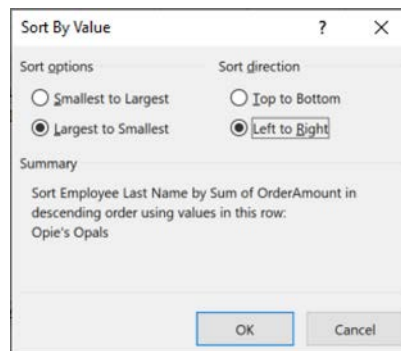 Sort By Value ? X
Sort options Sort direction
Smallest to Largest Top to Bottom
Largest to Smallest Left to Right
Summary
Sort Employee Last Name by Sum of OrderAmount in
descending order using values in this row:
Opie's Opals
OK Cancel